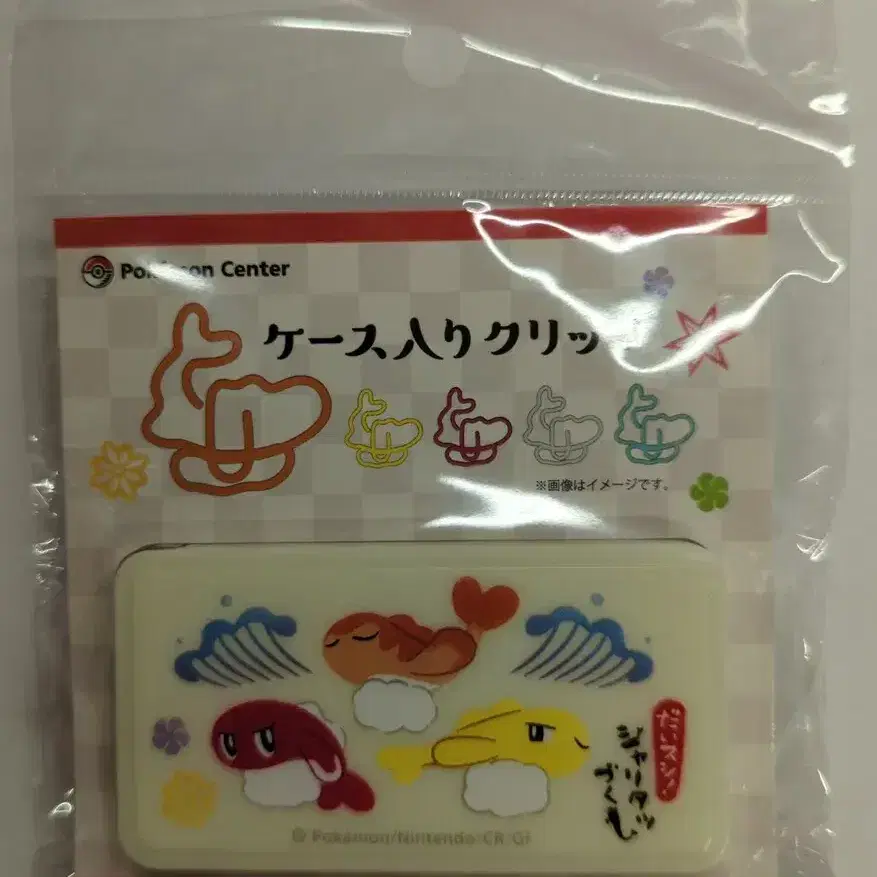 Pokémon Center
ケース入りクリッ
※画像はイメージです。
だいスシ!
シャリタツ
づくし
© Pokémon/Nintendo/CR/GF